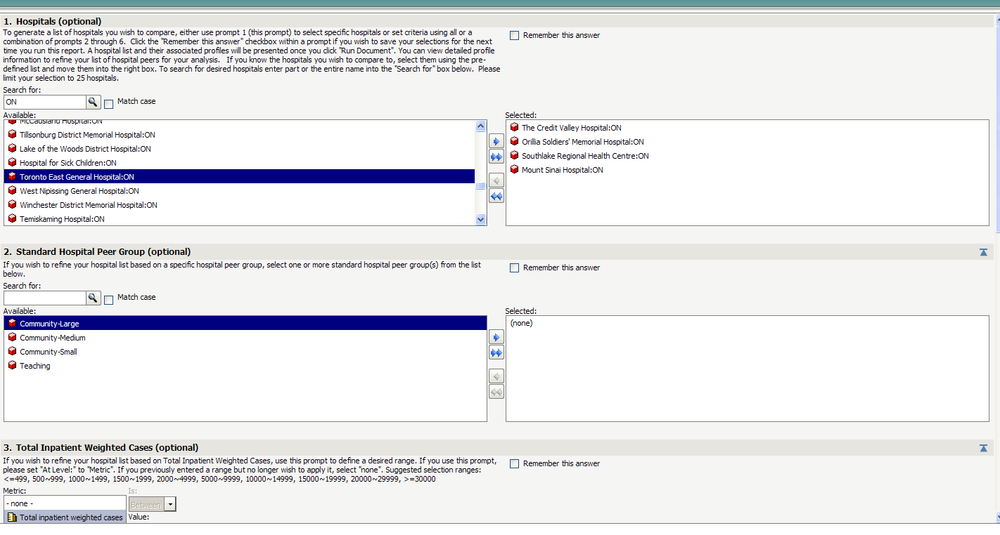 1. Hospitals (optional)
To generate a list of hospitals you wish to compare, either use prompt 1 (this prompt) to select specific hospitals or set criteria using all or a
combination of prompts 2 through 6. Click the "Remember this answer" checkbox within a prompt if you wish to save your selections for the next
time you run this report. A hospital list and their associated profiles will be presented once you click "Run Document". You can view detailed profile
information to refine your list of hospital peers for your analysis. If you know the hospitals you wish to compare to, select them using the pre-
defined list and move them into the right box. To search for desired hospitals enter part or the entire name into the "Search for" box below. Please
limit your selection to 25 hospitals.
Remember this answer
Search for:
ON
Match case
Available:
McCausland Hospital:ON
Tillsonburg District Memorial Hospital:ON
Lake of the Woods District Hospital:ON
Hospital for Sick Children:ON
Toronto East General Hospital:ON
West Nipissing General Hospital:ON
Winchester District Memorial Hospital:ON
Temiskaming Hospital:ON
Selected:
The Credit Valley Hospital:ON
Orillia Soldiers' Memorial Hospital:ON
Southlake Regional Health Centre:ON
Mount Sinai Hospital:ON
2. Standard Hospital Peer Group (optional)
If you wish to refine your hospital list based on a specific hospital peer group, select one or more standard hospital peer group(s) from the list
below.
Remember this answer
Search for:
Match case
Available:
Community-Large
Community-Medium
Community-Small
Teaching
Selected:
(none)
3. Total Inpatient Weighted Cases (optional)
If you wish to refine your hospital list based on Total Inpatient Weighted Cases, use this prompt to define a desired range. If you use this prompt,
please set "At Level:" to "Metric". If you previously entered a range but no longer wish to apply it, select "none". Suggested selection ranges:
<=499, 500~999, 1000~1499, 1500~1999, 2000~4999, 5000~9999, 10000~14999, 15000~19999, 20000~29999, >=30000
Remember this answer
Metric:
- none -
Total inpatient weighted cases
Is:
Between
Value: